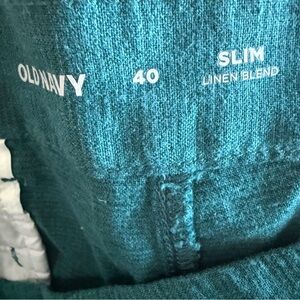 OLD NAVY
40
SLIM
LINEN BLEND